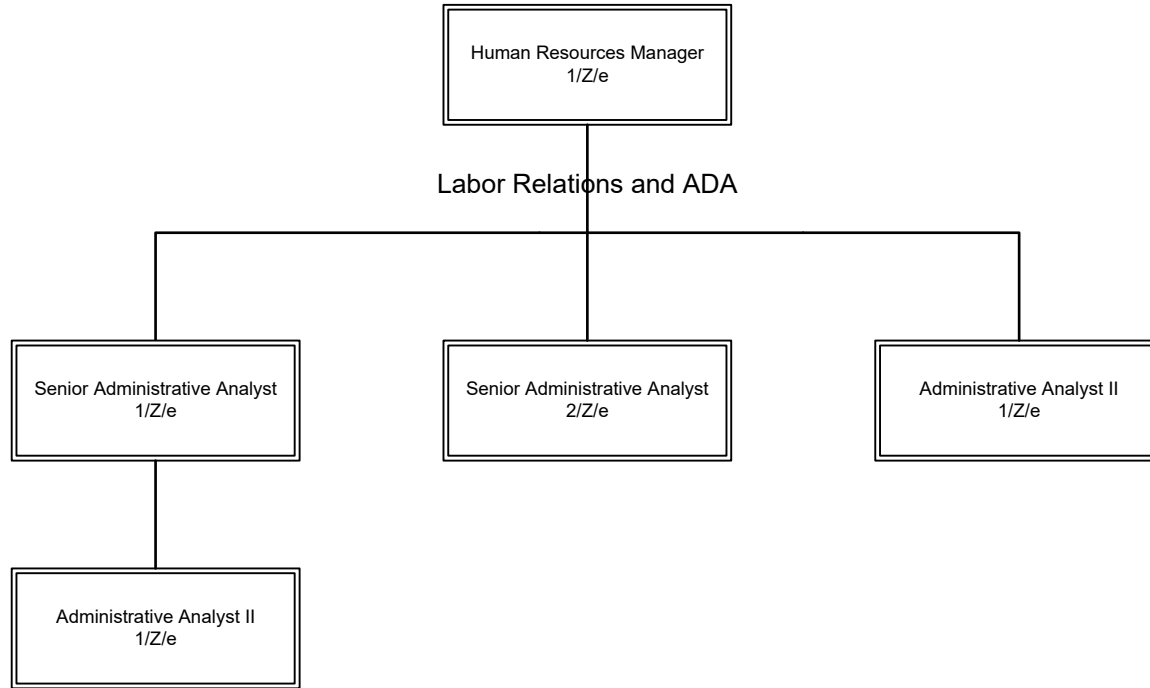 Human Resources Manager
1/Z/e
Labor Relations and ADA
Senior Administrative Analyst
1/Z/e
Senior Administrative Analyst
2/Z/e
Administrative Analyst II
1/Z/e
Administrative Analyst II
1/Z/e